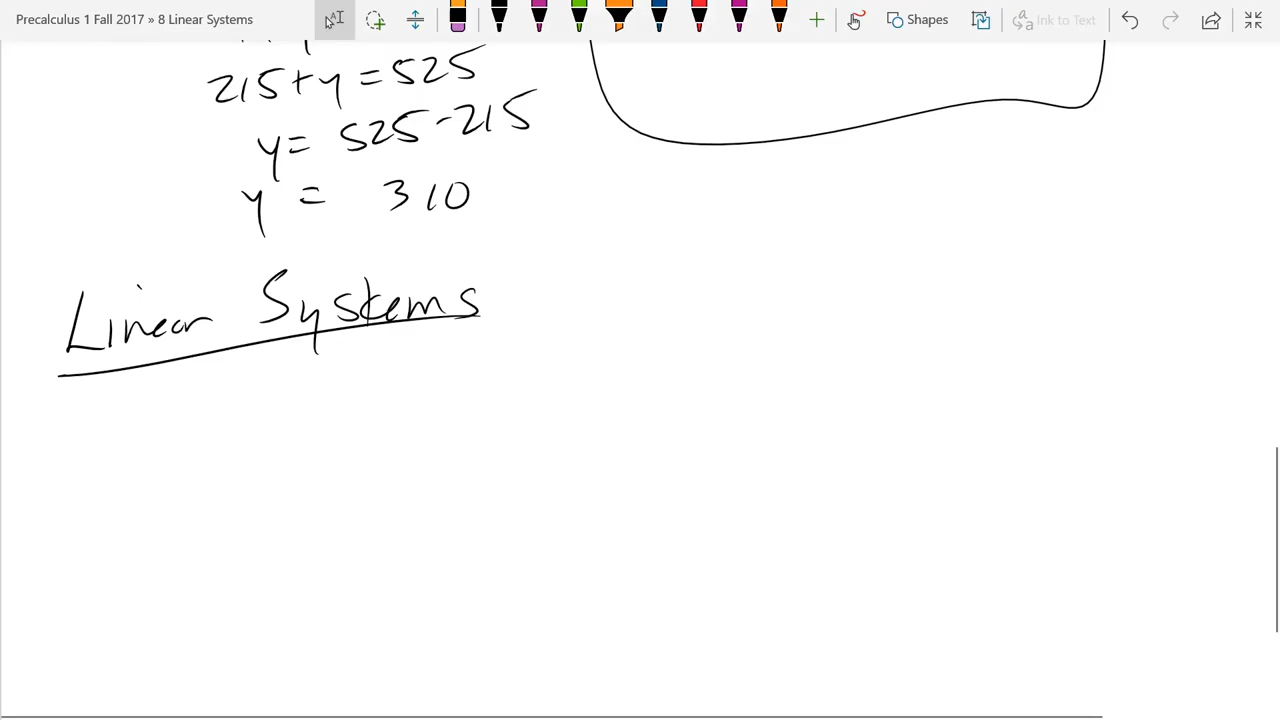 Precalculus 1 Fall 2017 » 8 Linear Systems
Shapes
Ink to Text
215 + y = 525
y = 525 - 215
y = 310
Linear Systems